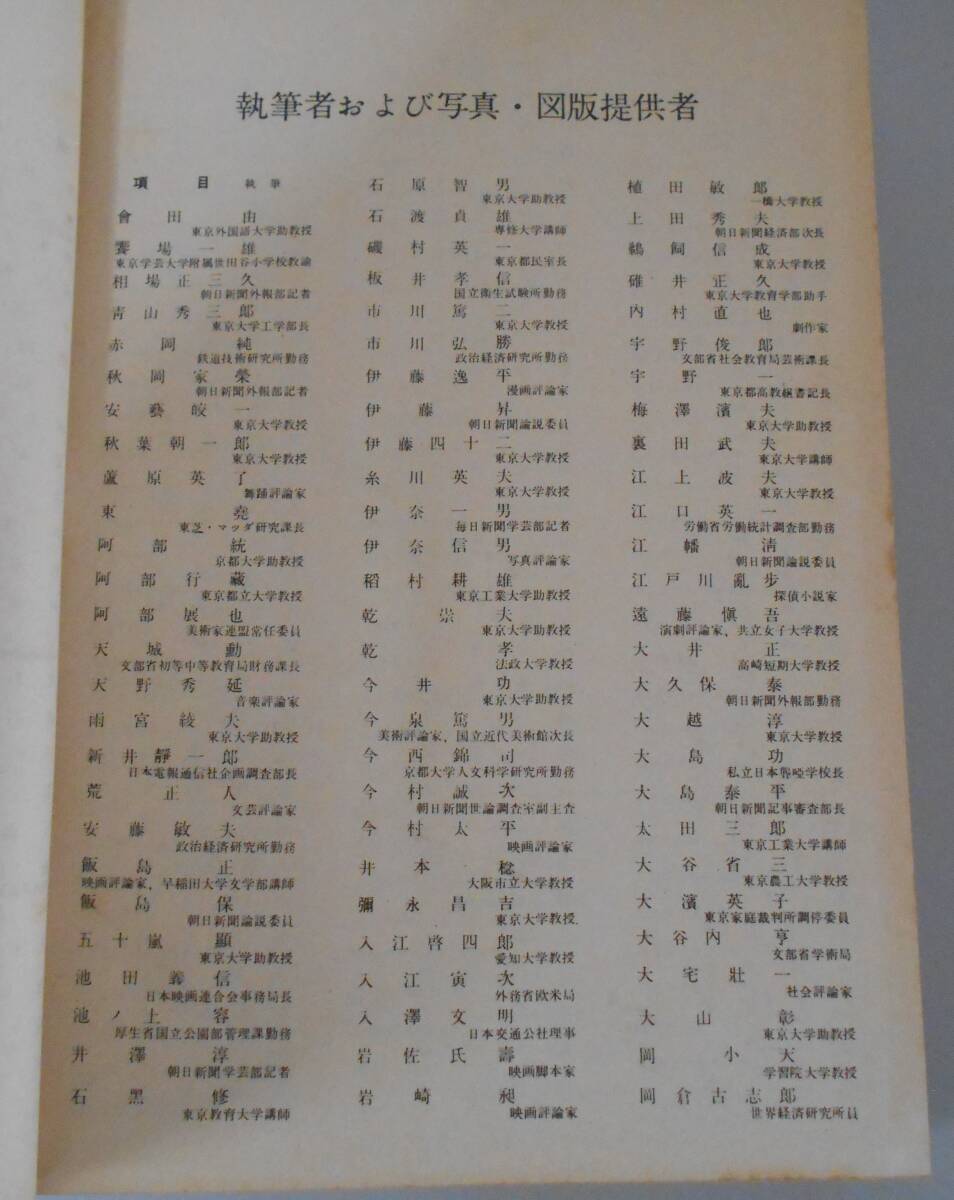 執筆者および写真・図版提供者
項目 執筆
會田由
東京外国語大学助教授
饗場一雄
東京学芸大学附属世田谷小学校教諭
相場正三久
朝日新聞外報部記者
青山秀三郎
東京大学工学部長
赤岡純
鉄道技術研究所勤務
秋岡家榮
朝日新聞外報部記者
安藝皎一
東京大学教授
秋葉朝一郎
東京大学教授
蘆原英了
舞踊評論家
東堯
東芝・マッダ研究課長
阿部統
京都大学助教授
阿部行蔵
東京都立大学教授
阿部展也
美術家連盟常任委員
天城勳
文部省初等中等教育局財務課長
天野秀延
音楽評論家
雨宮綾夫
東京大学助教授
新井靜一郎
日本電報通信社企画調査部長
荒正人
文芸評論家
安藤敏夫
政治経済研究所勤務
飯島正
映画評論家、早稲田大学文学部講師
飯島保
朝日新聞論説委員
五十嵐顯
東京大学助教授
池田義信
日本映画連合会事務局長
池ノ上容
厚生省国立公園部管理課勤務
井澤淳
朝日新聞学芸部記者
石黑修
東京教育大学講師
石原智男
東京大学助教授
石渡貞雄
専修大学講師
磯村英一
東京都民室長
板井孝信
国立衛生試験所勤務
市川篤二
東京大学教授
市川弘勝
政治経済研究所勤務
伊藤逸平
漫画評論家
伊藤昇
朝日新聞論説委員
伊藤四十二
東京大学教授
糸川英夫
東京大学教授
伊奈一男
毎日新聞学芸部記者
伊奈信男
写真評論家
稻村耕雄
東京工業大学助教授
乾崇夫
東京大学助教授
乾孝
法政大学教授
今井功
東京大学教授
今泉篤男
美術評論家、国立近代美術館次長
今西錦司
京都大学人文科学研究所勤務
今村誠次
朝日新聞世論調査室副主査
今村太平
映画評論家
井本稔
大阪市立大学教授
彌永昌吉
東京大学教授
入江啓四郎
愛知大学教授
入江寅次
外務省欧米局
入澤文明
日本交通公社理事
岩佐氏壽
映画脚本家
岩崎昶
映画評論家
植田敏郎
一橋大学教授
上田秀夫
朝日新聞経済部次長
鵜飼信成
東京大学教授
碓井正久
東京大学教育学部助手
内村直也
劇作家
宇野俊郎
文部省社会教育局芸術課長
宇野一
東京都高教組書記長
梅澤濱夫
東京大学助教授
裏田武夫
東京大学講師
江上波夫
東京大学教授
江口英一
労働省労働統計調査部勤務
江幡淸
朝日新聞論説委員
江戸川亂歩
探偵小説家
遠藤愼吾
演劇評論家、共立女子大学教授
大井正
高崎短期大学教授
大久保泰
朝日新聞外報部勤務
大越淳
東京大学教授
大島功
私立日本聾啞学校長
大島泰平
朝日新聞記事審査部長
太田三郎
東京工業大学講師
大谷省三
東京農工大学教授
大濱英子
東京家庭裁判所調停委員
大谷内亨
文部省学術局
大宅壯一
社会評論家
大山彰
東京大学助教授
岡小天
学習院大学教授
岡倉古志郎
世界経済研究所員